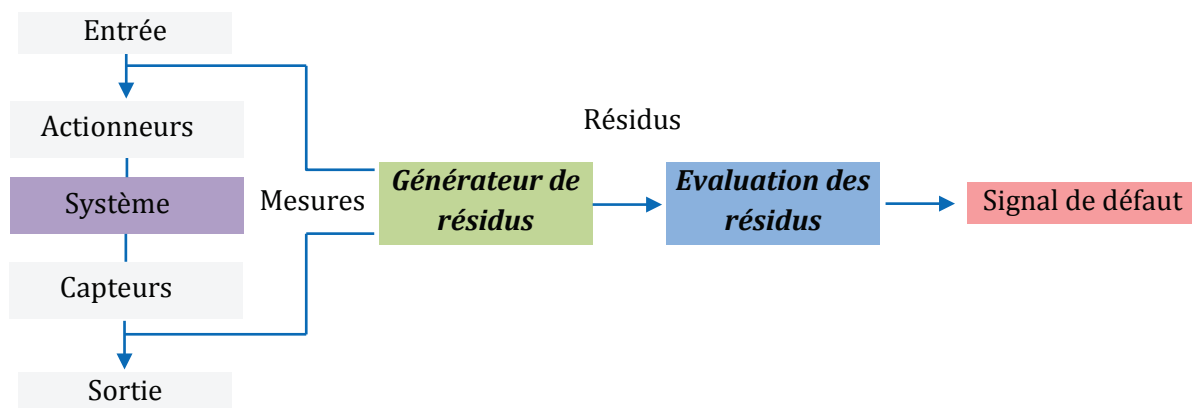 Entrée
Actionneurs
Système
Capteurs
Sortie
Mesures
Générateur de
résidus
Résidus
Evaluation des
résidus
Signal de défaut